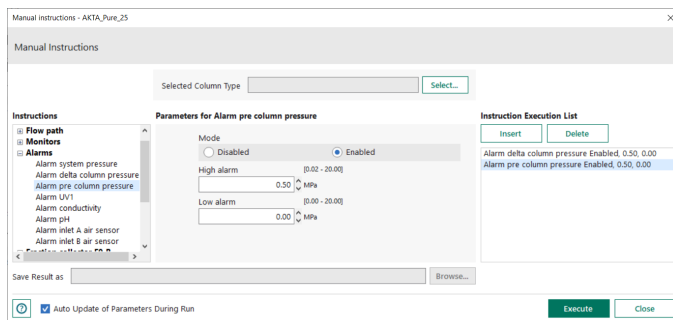 Manual instructions - AKTA_Pure_25
Manual Instructions
Selected Column Type
Select...
Instructions
Flow path
Monitors
Alarms
Alarm system pressure
Alarm delta column pressure
Alarm pre column pressure
Alarm UV1
Alarm conductivity
Alarm pH
Alarm inlet A air sensor
Alarm inlet B air sensor
Parameters for Alarm pre column pressure
Mode
Disabled Enabled
High alarm [0.02 - 20.00]
0.50 MPa
Low alarm [0.00 - 20.00]
0.00 MPa
Instruction Execution List
Insert Delete
Alarm delta column pressure Enabled, 0.50, 0.00
Alarm pre column pressure Enabled, 0.50, 0.00
Save Result as
Browse...
? Auto Update of Parameters During Run
Execute Close